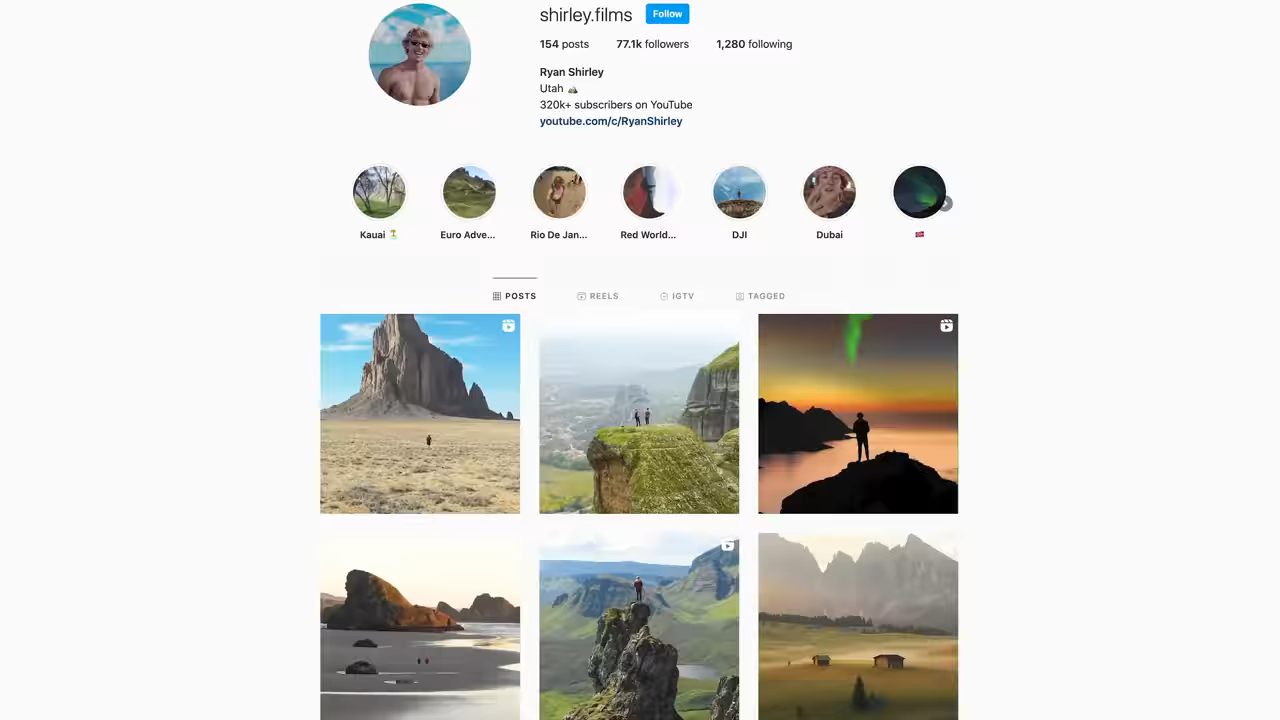 shirley.films Follow
154 posts 77.1k followers 1,280 following
Ryan Shirley
Utah 🏕️
320k+ subscribers on YouTube
youtube.com/c/RyanShirley
Kauai 🏝️ Euro Adve... Rio De Jan... Red World... DJI Dubai 🇳🇴
POSTS REELS IGTV TAGGED